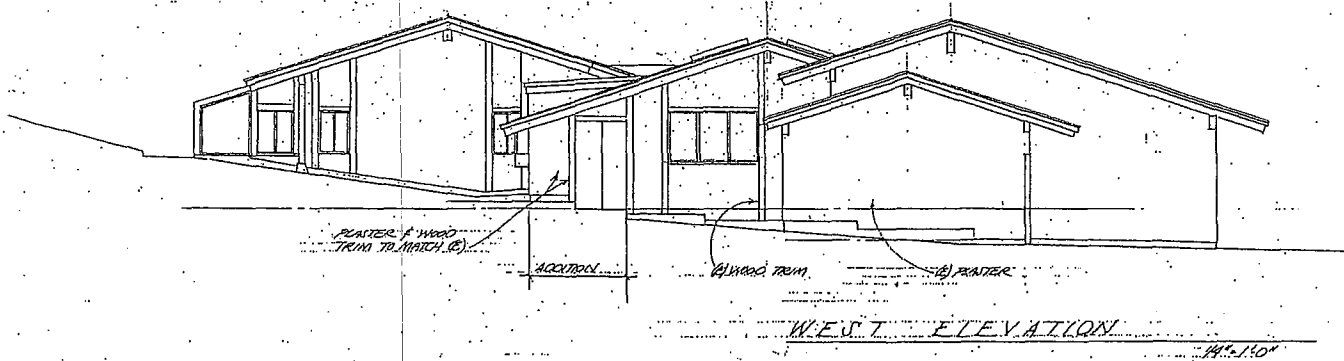 PLASTER & WOOD
TRIM TO MATCH (E)
ADDITION
(E) WOOD TRIM
(E) PLASTER
WEST ELEVATION
1/4"=1'0"